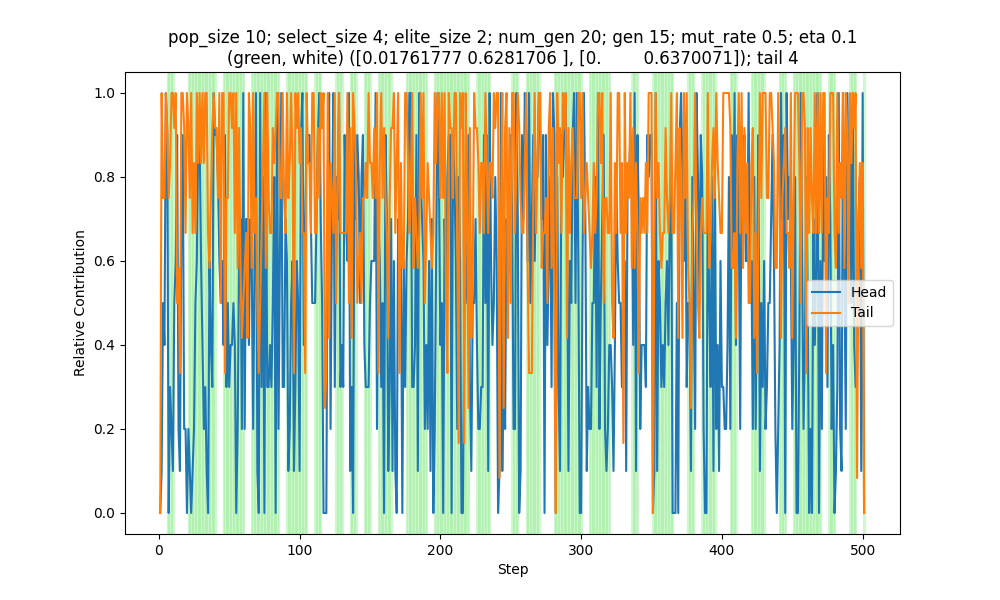 pop_size 10; select_size 4; elite_size 2; num_gen 20; gen 15; mut_rate 0.5; eta 0.1
(green, white) ([0.01761777 0.6281706 ], [0.         0.6370071]); tail 4
1.0
0.8
0.6
0.4
0.2
0.0
Relative Contribution
Head
Tail
0
100
200
300
400
500
Step